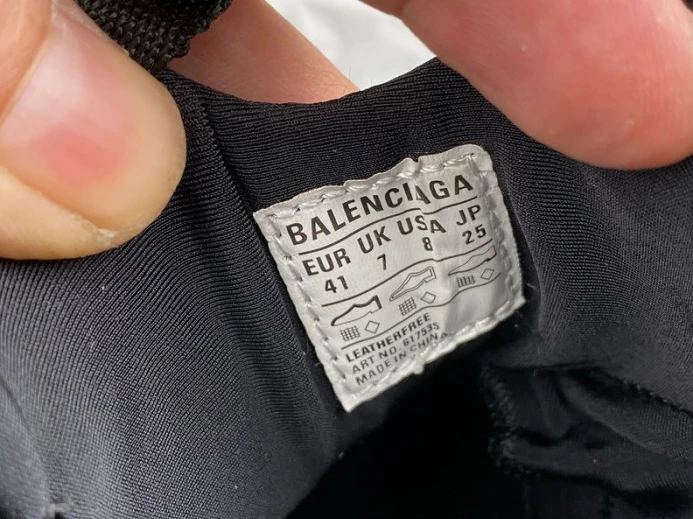 BALENCIAGA
EUR UK USA JP
41 7 8 25
LEATHERFREE
ART NO. 617535
MADE IN CHINA